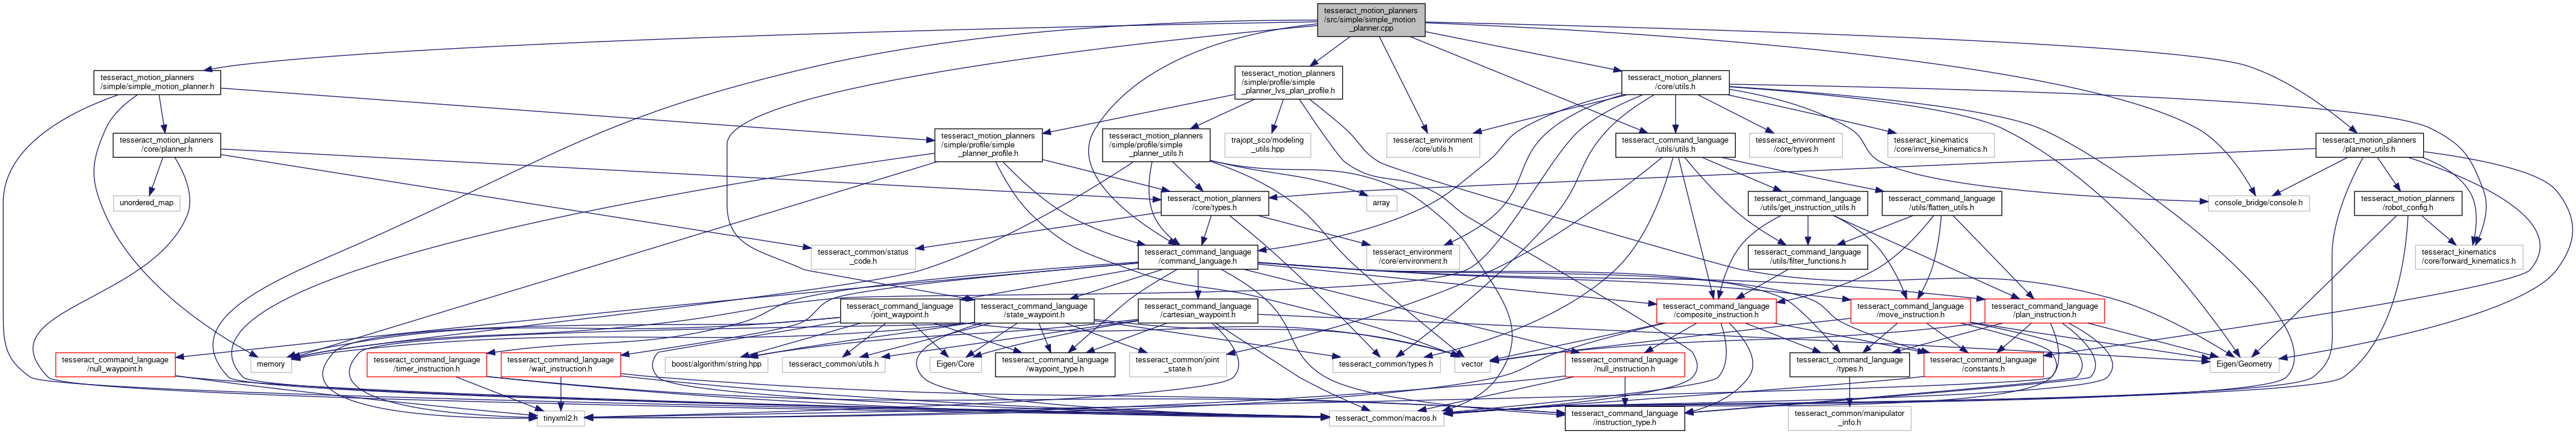 tesseract_motion_planners
/src/simple/simple_motion
_planner.cpp
tesseract_motion_planners
/simple/simple_motion_planner.h
tesseract_motion_planners
/simple/profile/simple
_planner_lvs_plan_profile.h
tesseract_motion_planners
/core/utils.h
tesseract_motion_planners
/core/planner.h
tesseract_motion_planners
/simple/profile/simple
_planner_profile.h
tesseract_motion_planners
/simple/profile/simple
_planner_utils.h
trajopt_sco/modeling
_utils.hpp
tesseract_environment
/core/utils.h
tesseract_command_language
/utils/utils.h
tesseract_environment
/core/types.h
tesseract_kinematics
/core/inverse_kinematics.h
tesseract_motion_planners
/planner_utils.h
unordered_map
tesseract_motion_planners
/core/types.h
array
tesseract_command_language
/utils/get_instruction_utils.h
tesseract_command_language
/utils/flatten_utils.h
console_bridge/console.h
tesseract_motion_planners
/robot_config.h
tesseract_common/status
_code.h
tesseract_command_language
/command_language.h
tesseract_environment
/core/environment.h
tesseract_command_language
/utils/filter_functions.h
tesseract_kinematics
/core/forward_kinematics.h
tesseract_command_language
/joint_waypoint.h
tesseract_command_language
/state_waypoint.h
tesseract_command_language
/cartesian_waypoint.h
tesseract_command_language
/composite_instruction.h
tesseract_command_language
/move_instruction.h
tesseract_command_language
/plan_instruction.h
tesseract_command_language
/null_waypoint.h
memory
tesseract_command_language
/timer_instruction.h
tesseract_command_language
/wait_instruction.h
boost/algorithm/string.hpp
tesseract_common/utils.h
Eigen/Core
tesseract_command_language
/waypoint_type.h
tesseract_common/joint
_state.h
tesseract_common/types.h
vector
tesseract_command_language
/null_instruction.h
tesseract_command_language
/types.h
tesseract_command_language
/constants.h
Eigen/Geometry
tinyxml2.h
tesseract_common/macros.h
tesseract_command_language
/instruction_type.h
tesseract_common/manipulator
_info.h